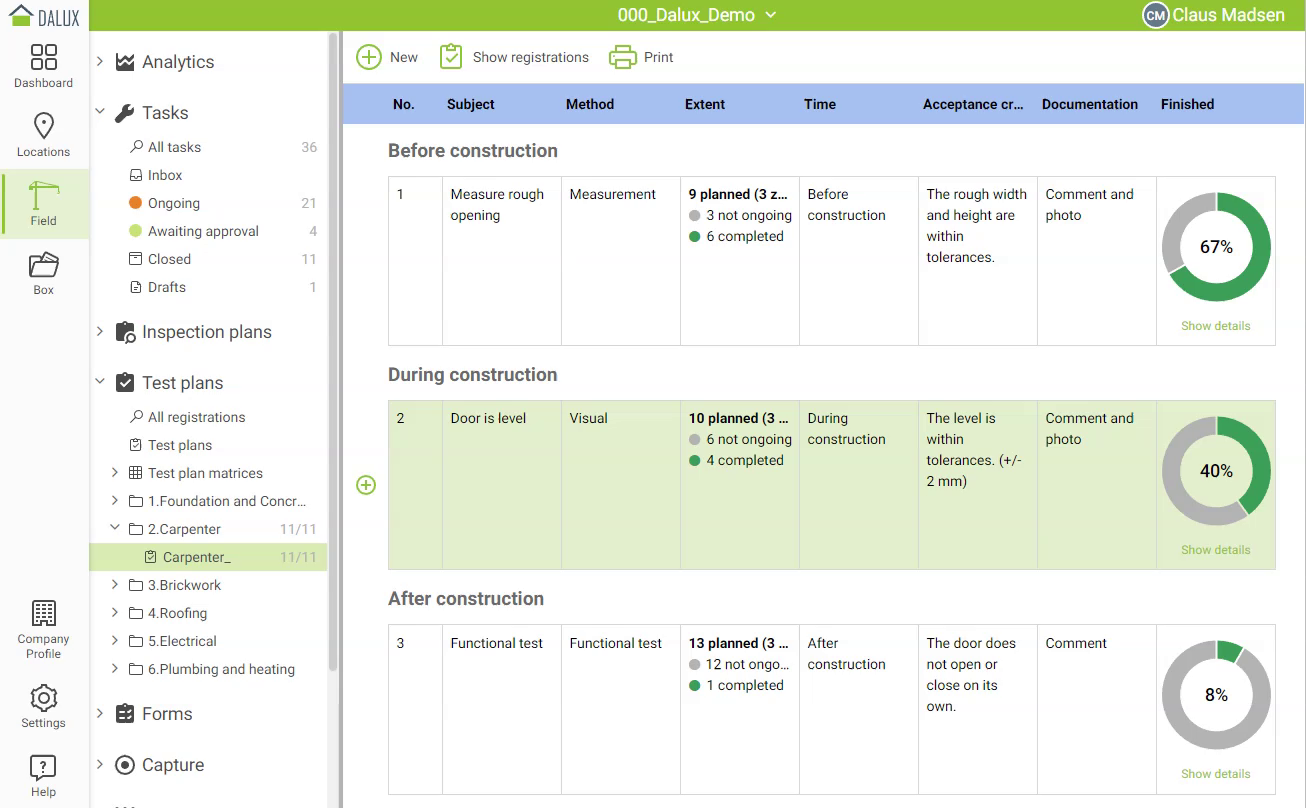 DALUX
000_Dalux_Demo
CM Claus Madsen
Dashboard
Locations
Field
Box
Company
Profile
Settings
Help
Analytics
Tasks
All tasks 36
Inbox
Ongoing 21
Awaiting approval 4
Closed 11
Drafts 1
Inspection plans
Test plans
All registrations
Test plans
Test plan matrices
1.Foundation and Concr...
2.Carpenter 11/11
Carpenter_ 11/11
3.Brickwork
4.Roofing
5.Electrical
6.Plumbing and heating
Forms
Capture
New Show registrations Print
No. Subject Method Extent Time Acceptance cr... Documentation Finished
Before construction
1
Measure rough
opening
Measurement
9 planned (3 z...
3 not ongoing
6 completed
Before
construction
The rough width
and height are
within
tolerances.
Comment and
photo
67%
Show details
During construction
2
Door is level
Visual
10 planned (3 ...
6 not ongoing
4 completed
During
construction
The level is
within
tolerances. (+/-
2 mm)
Comment and
photo
40%
Show details
After construction
3
Functional test
Functional test
13 planned (3 ...
12 not ongo...
1 completed
After
construction
The door does
not open or
close on its
own.
Comment
8%
Show details